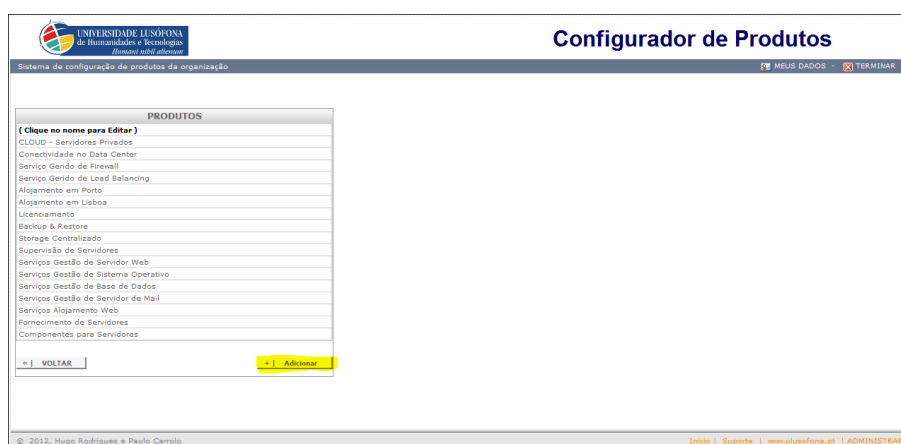 UNIVERSIDADE LUSÓFONA
de Humanidades e Tecnologias
Humani nihil alienum
Configurador de Produtos
Sistema de configuração de produtos da organização
MEUS DADOS - TERMINAR
PRODUTOS
( Clique no nome para Editar )
CLOUD - Servidores Privados
Conectividade no Data Center
Serviço Gerido de Firewall
Serviço Gerido de Load Balancing
Alojamento em Porto
Alojamento em Lisboa
Licenciamento
Backup & Restore
Storage Centralizado
Supervisão de Servidores
Serviços Gestão de Servidor Web
Serviços Gestão de Sistema Operativo
Serviços Gestão de Base de Dados
Serviços Gestão de Servidor de Mail
Serviços Alojamento Web
Fornecimento de Servidores
Componentes para Servidores
«| VOLTAR
+| Adicionar
© 2012, Hugo Rodrigues e Paulo Carrolo
Inicio | Suporte | www.ulusofona.pt | ADMINISTRAR